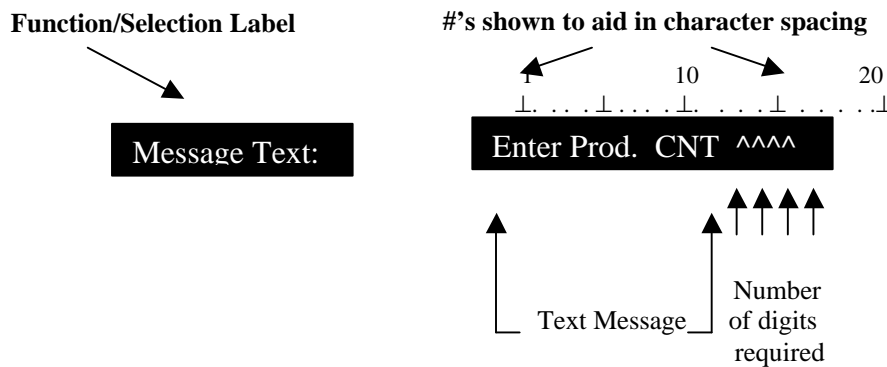 Function/Selection Label
#'s shown to aid in character spacing
1 10 20
⊥. . . . ⊥. . . . ⊥. . . . ⊥. . . . .⊥
Message Text:
Enter Prod.  CNT  ^^^^
Text Message
Number
of digits
required